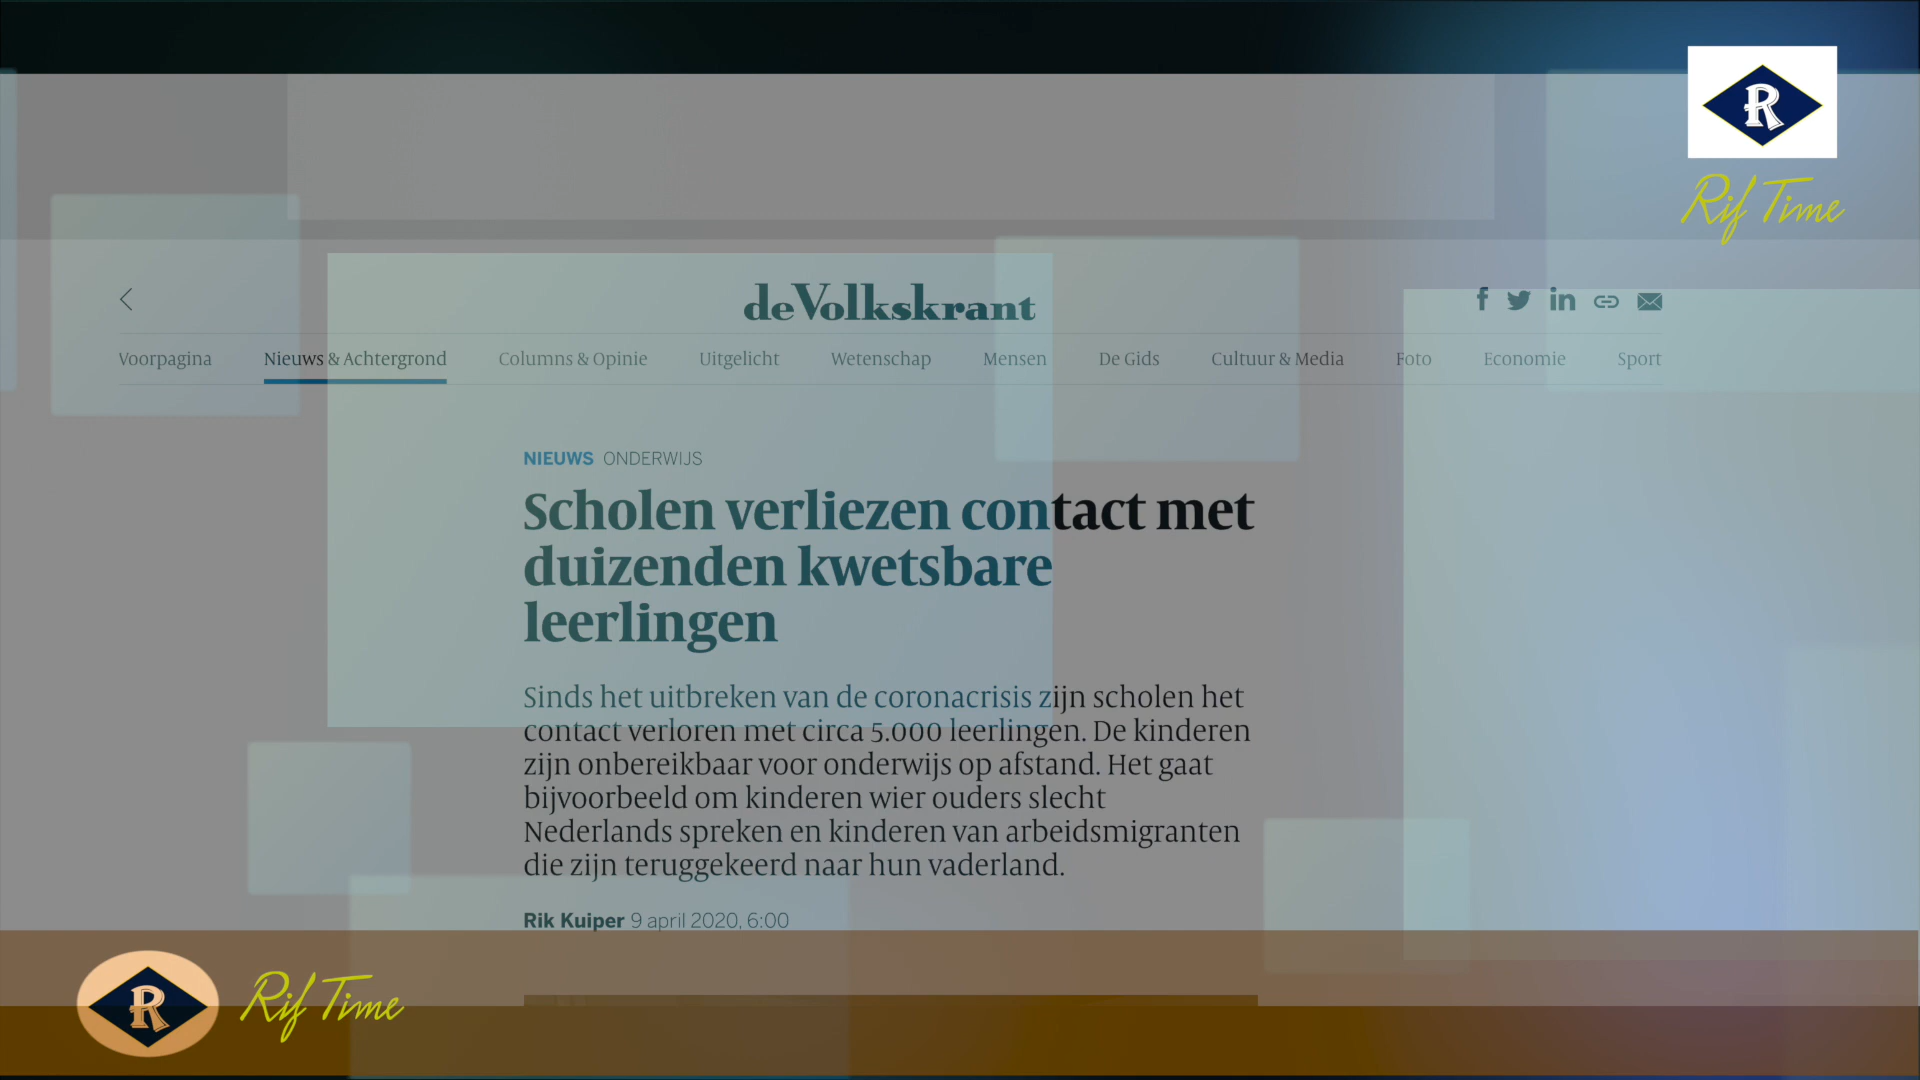 R
Rif Time
deVolkskrant
Voorpagina Nieuws & Achtergrond Columns & Opinie Uitgelicht Wetenschap Mensen De Gids Cultuur & Media Foto Economie Sport
NIEUWS ONDERWIJS
Scholen verliezen contact met
duizenden kwetsbare
leerlingen
Sinds het uitbreken van de coronacrisis zijn scholen het
contact verloren met circa 5.000 leerlingen. De kinderen
zijn onbereikbaar voor onderwijs op afstand. Het gaat
bijvoorbeeld om kinderen wier ouders slecht
Nederlands spreken en kinderen van arbeidsmigranten
die zijn teruggekeerd naar hun vaderland.
Rik Kuiper 9 april 2020, 6:00
R Rif Time